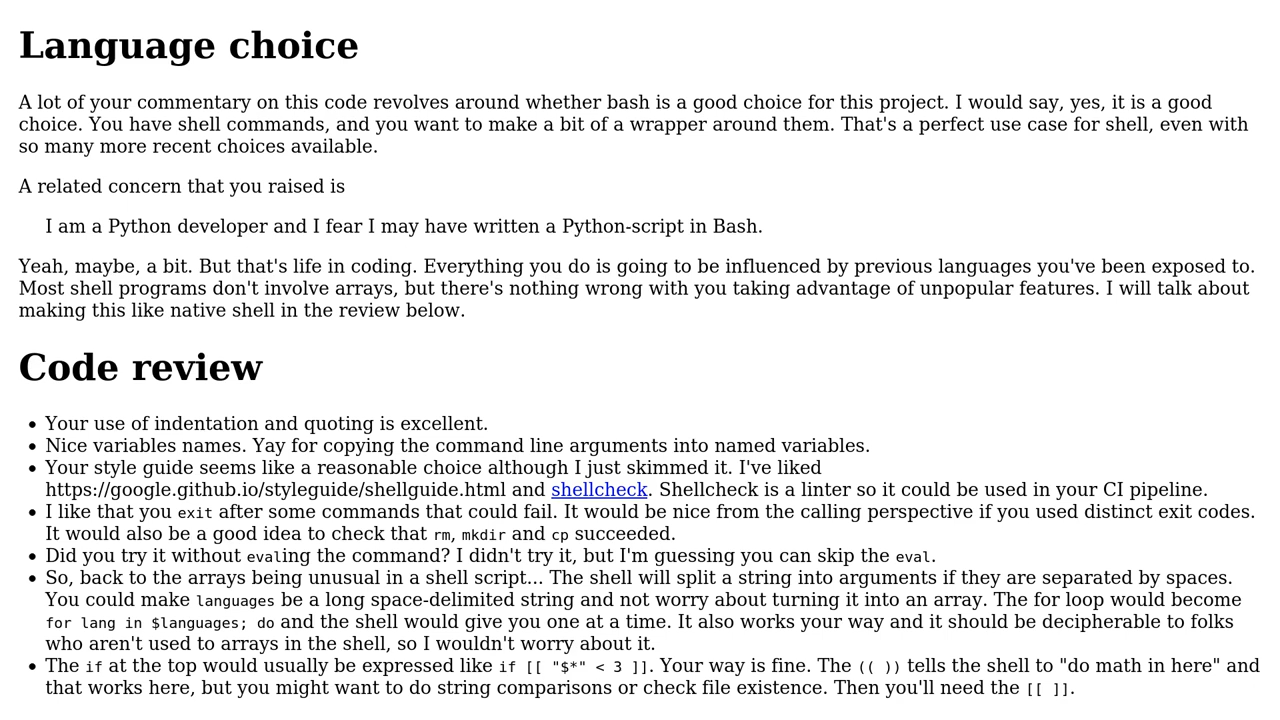 Language choice
A lot of your commentary on this code revolves around whether bash is a good choice for this project. I would say, yes, it is a good
choice. You have shell commands, and you want to make a bit of a wrapper around them. That's a perfect use case for shell, even with
so many more recent choices available.
A related concern that you raised is
I am a Python developer and I fear I may have written a Python-script in Bash.
Yeah, maybe, a bit. But that's life in coding. Everything you do is going to be influenced by previous languages you've been exposed to.
Most shell programs don't involve arrays, but there's nothing wrong with you taking advantage of unpopular features. I will talk about
making this like native shell in the review below.
Code review
• Your use of indentation and quoting is excellent.
• Nice variables names. Yay for copying the command line arguments into named variables.
• Your style guide seems like a reasonable choice although I just skimmed it. I've liked
https://google.github.io/styleguide/shellguide.html and shellcheck. Shellcheck is a linter so it could be used in your CI pipeline.
• I like that you exit after some commands that could fail. It would be nice from the calling perspective if you used distinct exit codes.
It would also be a good idea to check that rm, mkdir and cp succeeded.
• Did you try it without evaling the command? I didn't try it, but I'm guessing you can skip the eval.
• So, back to the arrays being unusual in a shell script... The shell will split a string into arguments if they are separated by spaces.
You could make languages be a long space-delimited string and not worry about turning it into an array. The for loop would become
for lang in $languages; do and the shell would give you one at a time. It also works your way and it should be decipherable to folks
who aren't used to arrays in the shell, so I wouldn't worry about it.
• The if at the top would usually be expressed like if [[ "$*" < 3 ]]. Your way is fine. The (( )) tells the shell to "do math in here" and
that works here, but you might want to do string comparisons or check file existence. Then you'll need the [[ ]].